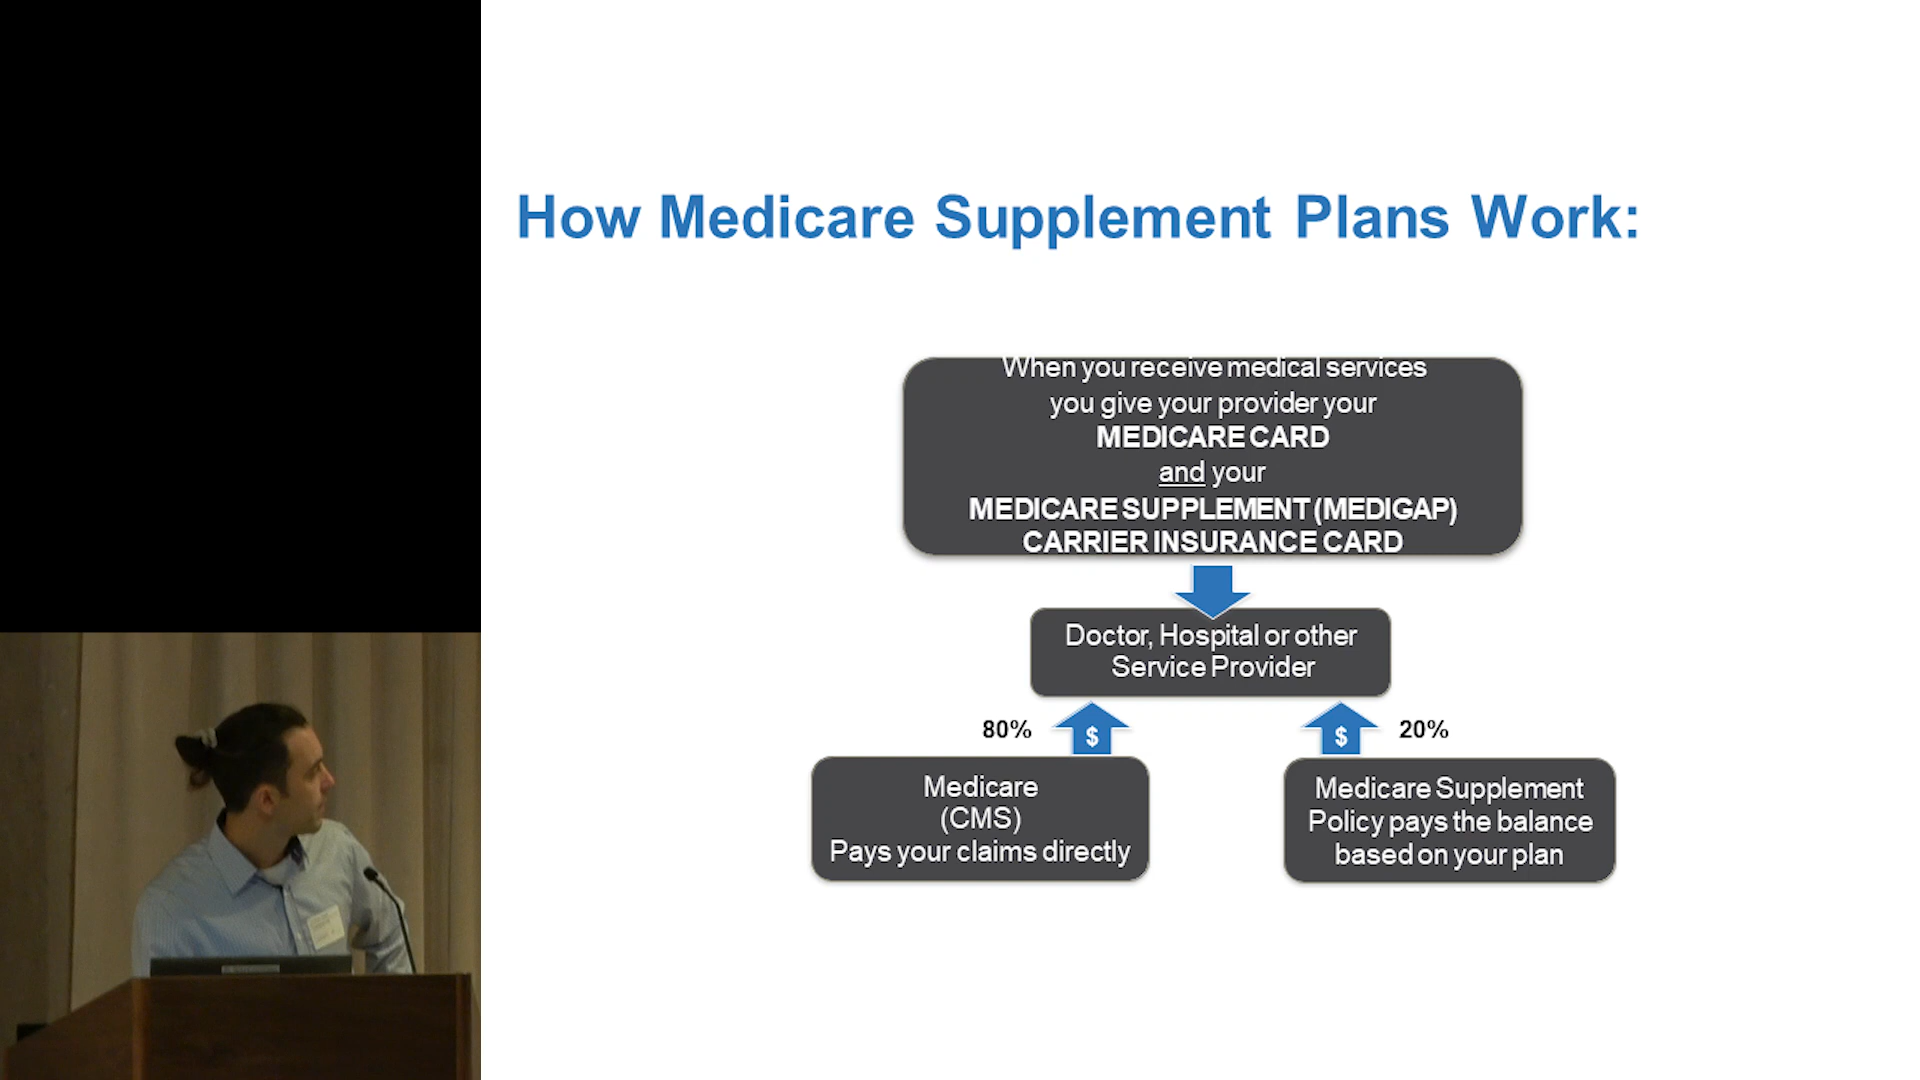 How Medicare Supplement Plans Work:
When you receive medical services
you give your provider your
MEDICARE CARD
and your
MEDICARE SUPPLEMENT (MEDIGAP)
CARRIER INSURANCE CARD
Doctor, Hospital or other
Service Provider
80%
$
$
20%
Medicare
(CMS)
Pays your claims directly
Medicare Supplement
Policy pays the balance
based on your plan